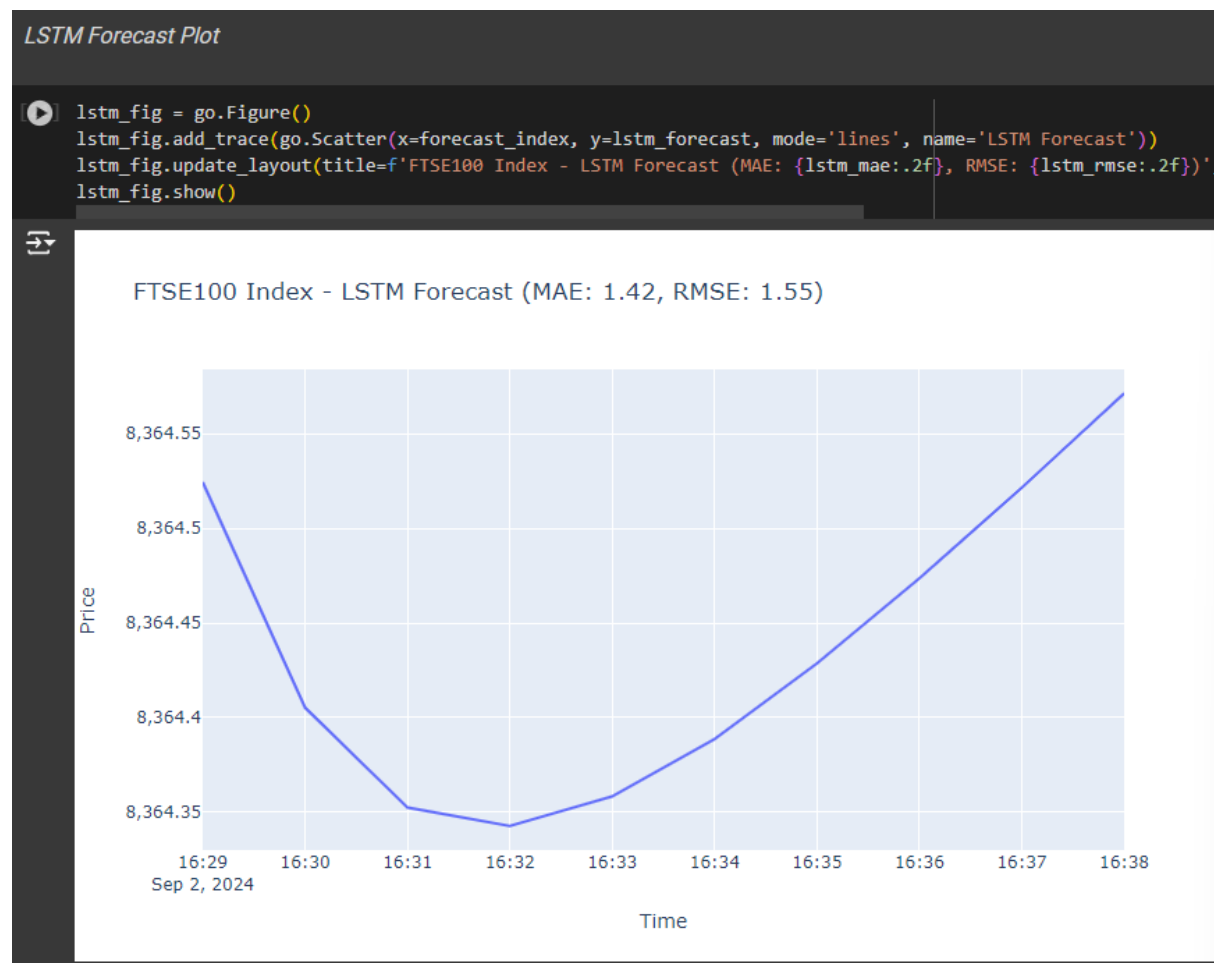 LSTM Forecast Plot
lstm_fig = go.Figure()
lstm_fig.add_trace(go.Scatter(x=forecast_index, y=lstm_forecast, mode='lines', name='LSTM Forecast'))
lstm_fig.update_layout(title=f'FTSE100 Index - LSTM Forecast (MAE: {lstm_mae:.2f}, RMSE: {lstm_rmse:.2f})'
lstm_fig.show()
FTSE100 Index - LSTM Forecast (MAE: 1.42, RMSE: 1.55)
8,364.55
8,364.5
8,364.45
8,364.4
8,364.35
Price
16:29 16:30 16:31 16:32 16:33 16:34 16:35 16:36 16:37 16:38
Sep 2, 2024
Time